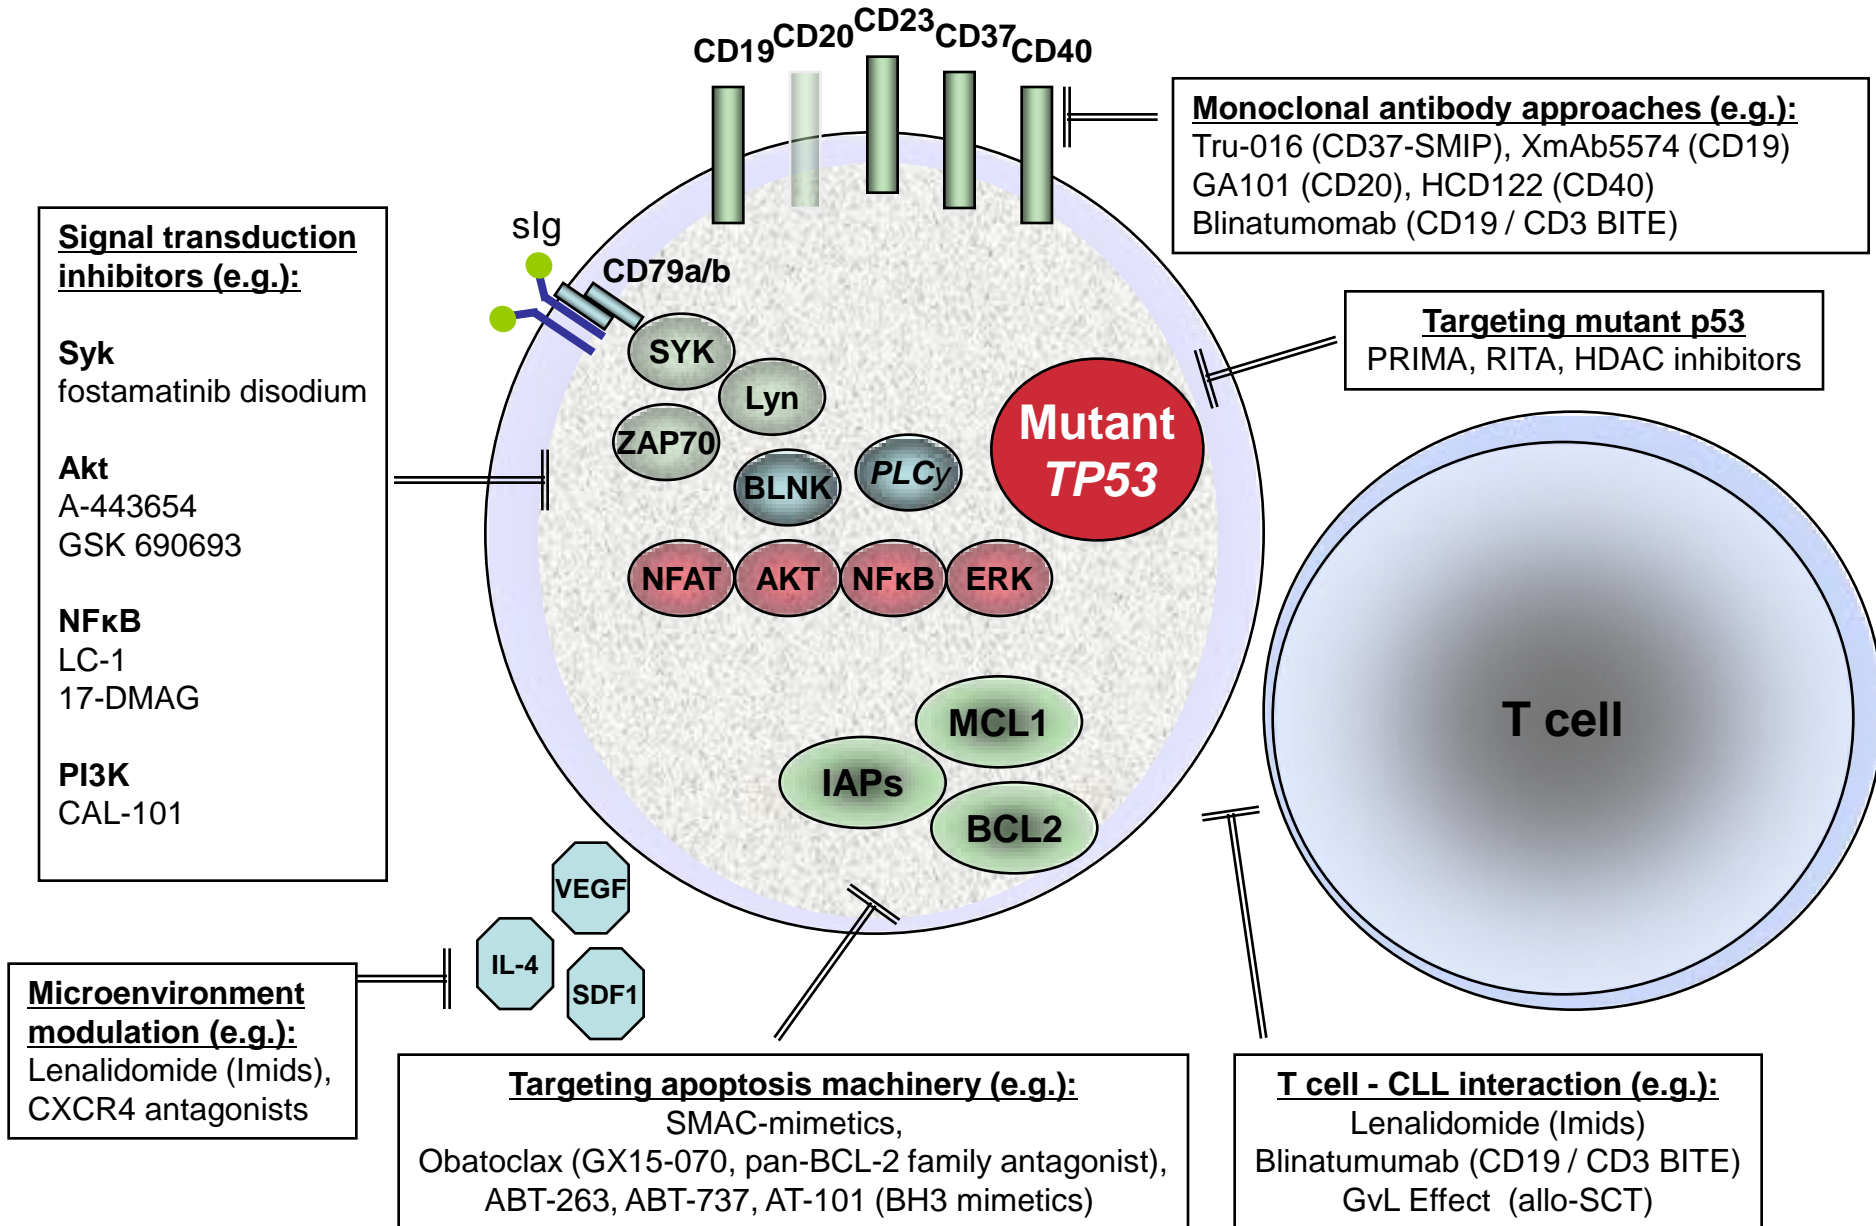 CD19
CD20
CD23
CD37
CD40
Monoclonal antibody approaches (e.g.):
Tru-016 (CD37-SMIP), XmAb5574 (CD19)
GA101 (CD20), HCD122 (CD40)
Blinatumomab (CD19 / CD3 BITE)
Signal transduction
inhibitors (e.g.):
Syk
fostamatinib disodium
Akt
A-443654
GSK 690693
NFκB
LC-1
17-DMAG
PI3K
CAL-101
sIg
CD79a/b
SYK
Lyn
ZAP70
BLNK
PLCγ
Mutant
TP53
Targeting mutant p53
PRIMA, RITA, HDAC inhibitors
NFAT
AKT
NFκB
ERK
MCL1
IAPs
BCL2
T cell
VEGF
IL-4
SDF1
Microenvironment
modulation (e.g.):
Lenalidomide (Imids),
CXCR4 antagonists
Targeting apoptosis machinery (e.g.):
SMAC-mimetics,
Obatoclax (GX15-070, pan-BCL-2 family antagonist),
ABT-263, ABT-737, AT-101 (BH3 mimetics)
T cell - CLL interaction (e.g.):
Lenalidomide (Imids)
Blinatumumab (CD19 / CD3 BITE)
GvL Effect (allo-SCT)